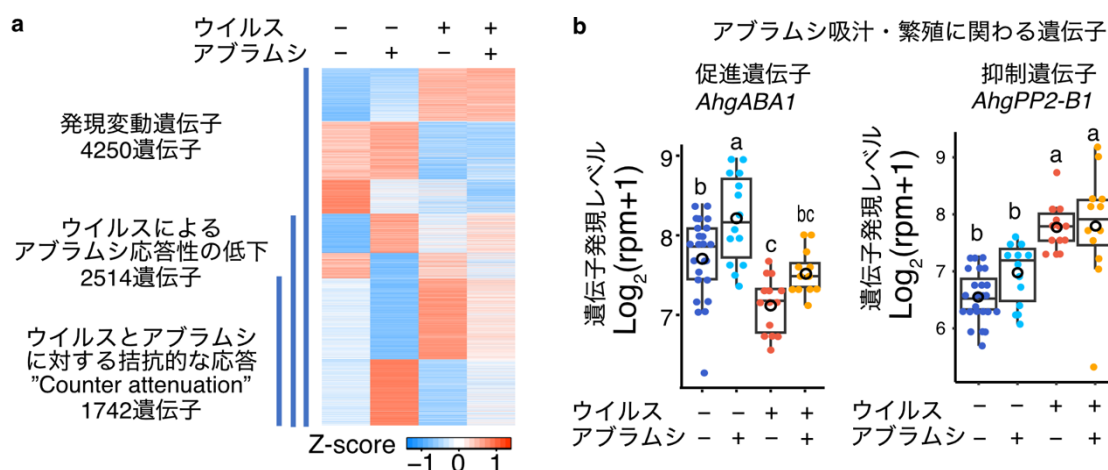 a
ウイルス − − + +
アブラムシ − + − +
発現変動遺伝子
4250遺伝子
ウイルスによる
アブラムシ応答性の低下
2514遺伝子
ウイルスとアブラムシ
に対する拮抗的な応答
”Counter attenuation”
1742遺伝子
Z-score
−1 0 1
b
アブラムシ吸汁・繁殖に関わる遺伝子
促進遺伝子
AhgABA1
遺伝子発現レベル
Log2(rpm+1)
9
8
7
b a c bc
ウイルス − − + +
アブラムシ − + − +
抑制遺伝子
AhgPP2-B1
遺伝子発現レベル
Log2(rpm+1)
9
8
7
6
b b a a
ウイルス − − + +
アブラムシ − + − +